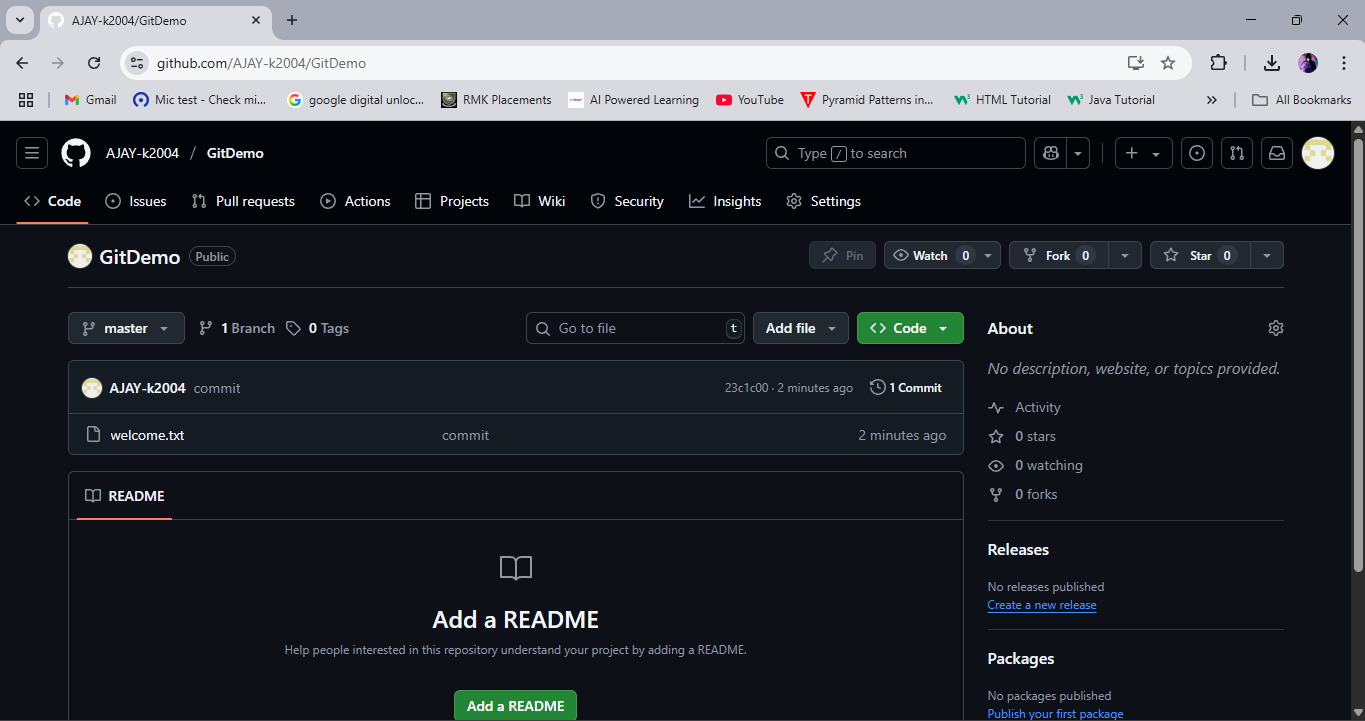 AJAY-k2004/GitDemo
github.com/AJAY-k2004/GitDemo
Gmail Mic test - Check mi... google digital unloc... RMK Placements AI Powered Learning YouTube Pyramid Patterns in... HTML Tutorial Java Tutorial All Bookmarks
AJAY-k2004 / GitDemo Type / to search
Code Issues Pull requests Actions Projects Wiki Security Insights Settings
GitDemo Public Pin Watch 0 Fork 0 Star 0
master 1 Branch 0 Tags Go to file t Add file Code About
No description, website, or topics provided.
AJAY-k2004 commit 23c1c00 · 2 minutes ago 1 Commit
Activity
welcome.txt commit 2 minutes ago
0 stars
0 watching
README
0 forks
Releases
No releases published
Create a new release
Add a README
Help people interested in this repository understand your project by adding a README.
Packages
No packages published
Add a README
Publish your first package